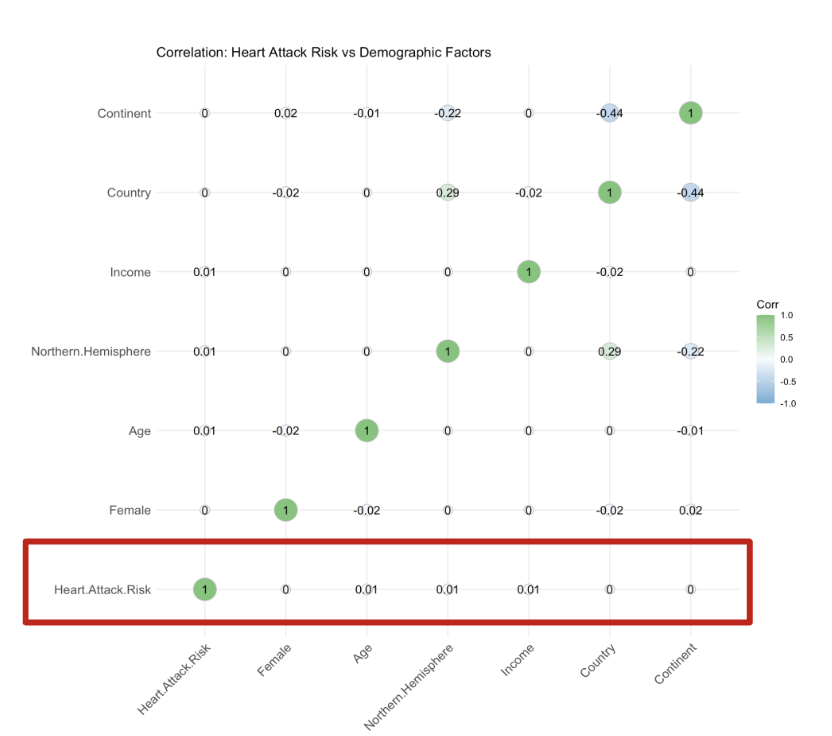 Correlation: Heart Attack Risk vs Demographic Factors
Continent 0 0.02 -0.01 -0.22 0 -0.44 1
Country 0 -0.02 0 0.29 -0.02 1 -0.44
Income 0.01 0 0 0 1 -0.02 0
Northern.Hemisphere 0.01 0 0 1 0 0.29 -0.22
Age 0.01 -0.02 1 0 0 0 -0.01
Female 0 1 -0.02 0 0 -0.02 0.02
Heart.Attack.Risk 1 0 0.01 0.01 0.01 0 0
Heart.Attack.Risk Female Age Northern.Hemisphere Income Country Continent
Corr
1.0
0.5
0.0
-0.5
-1.0